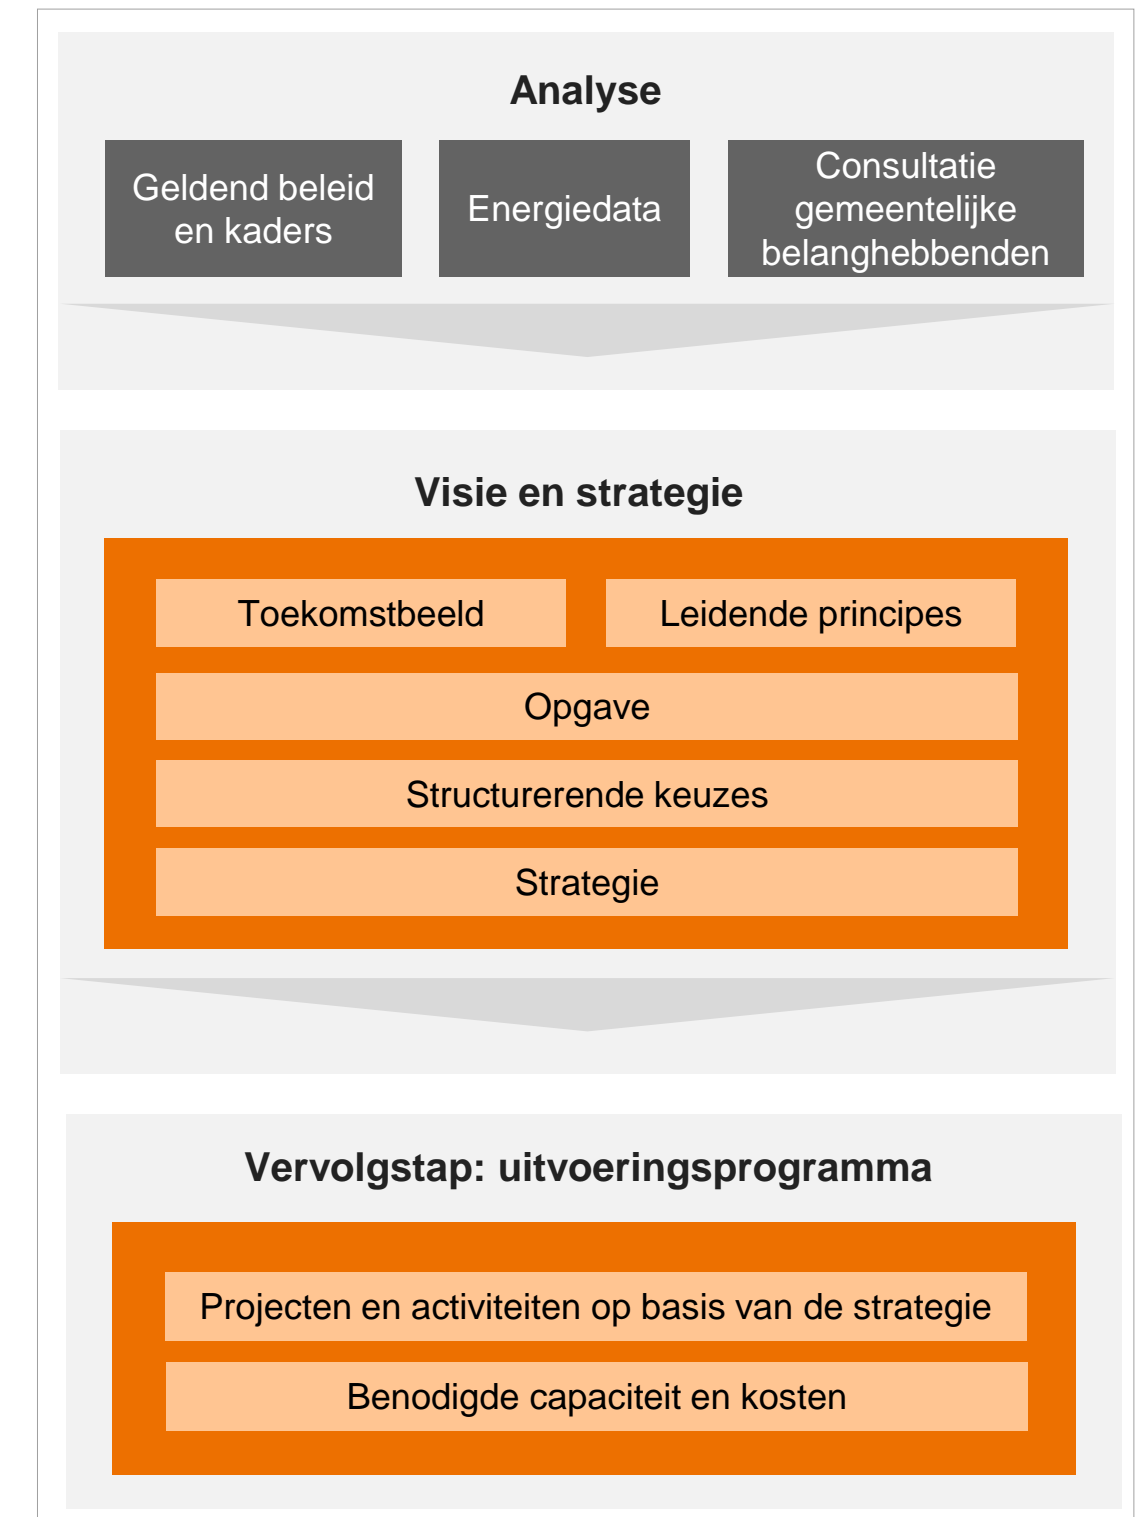 Analyse
Geldend beleid
en kaders
Energiedata
Consultatie
gemeentelijke
belanghebbenden
Visie en strategie
Toekomstbeeld
Leidende principes
Opgave
Structurerende keuzes
Strategie
Vervolgstap: uitvoeringsprogramma
Projecten en activiteiten op basis van de strategie
Benodigde capaciteit en kosten